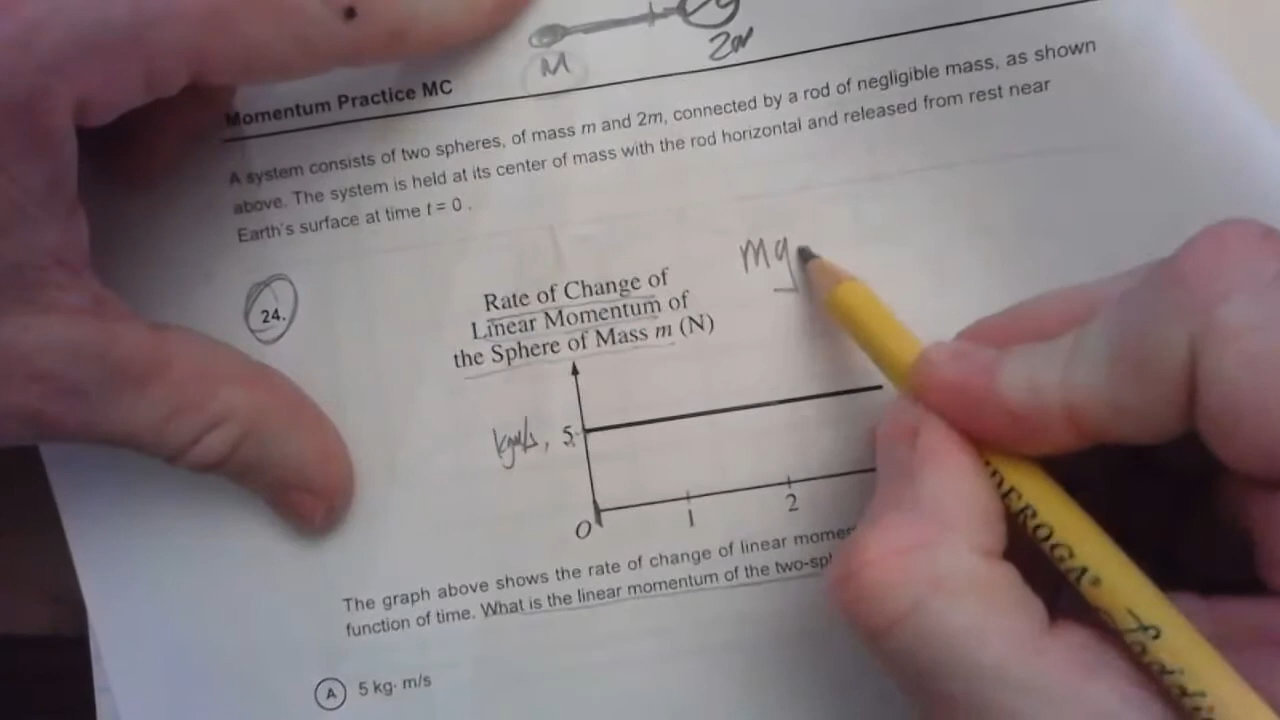 M
2m
Momentum Practice MC
A system consists of two spheres, of mass m and 2m, connected by a rod of negligible mass, as shown
above. The system is held at its center of mass with the rod horizontal and released from rest near
Earth's surface at time t = 0 .
24.
Rate of Change of
Linear Momentum of
the Sphere of Mass m (N)
mg
5
O
1
2
The graph above shows the rate of change of linear
function of time. What is the linear momentum of the
A 5 kg· m/s
DEROGA®